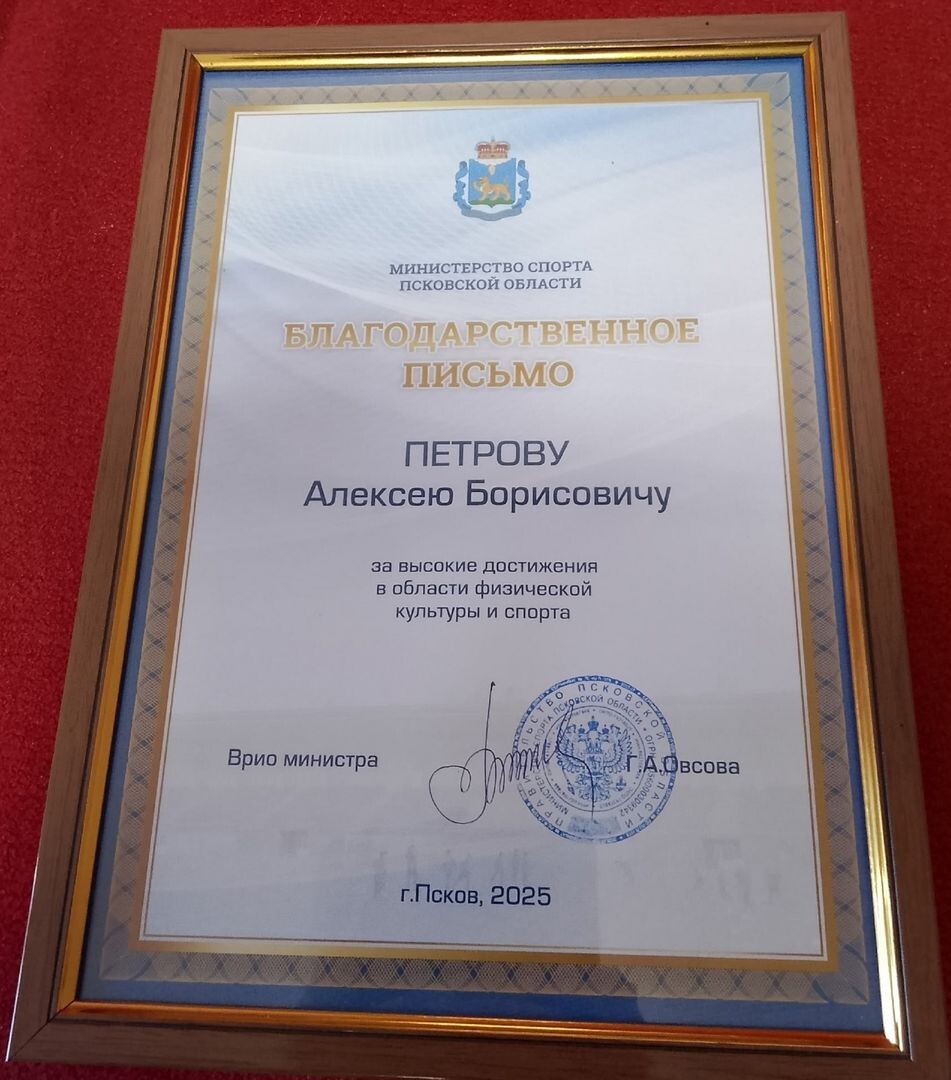 МИНИСТЕРСТВО СПОРТА
ПСКОВСКОЙ ОБЛАСТИ
БЛАГОДАРСТВЕННОЕ
ПИСЬМО
ПЕТРОВУ
Алексею Борисовичу
за высокие достижения
в области физической
культуры и спорта
Врио министра
Г.А.Овсова
г.Псков, 2025